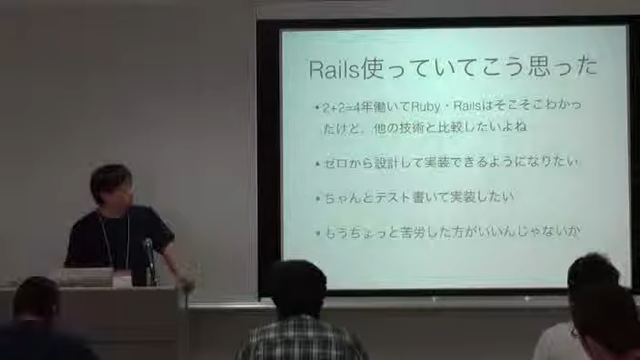 Rails使っていてこう思った
• 2+2=4年働いてRuby・Railsはそこそこわかっ
たけど、他の技術と比較したいよね
• ゼロから設計して実装できるようになりたい
• ちゃんとテスト書いて実装したい
• もうちょっと苦労した方がいいんじゃないか